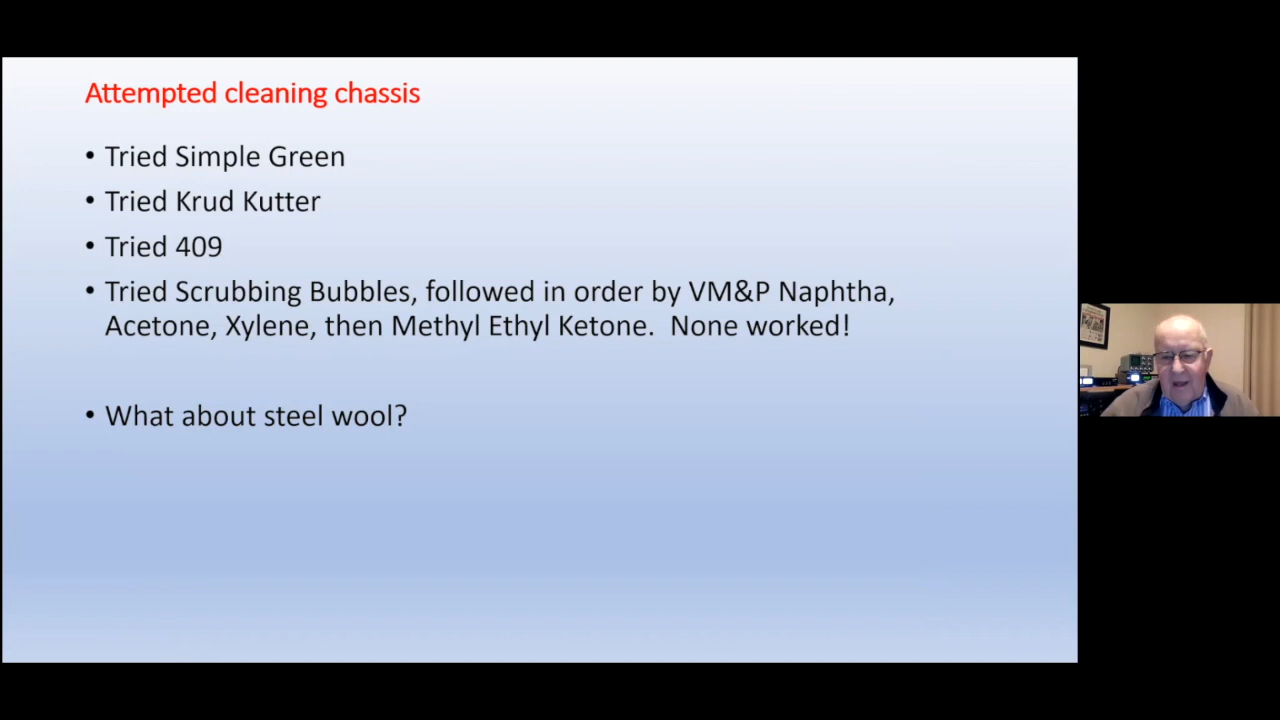 Attempted cleaning chassis
• Tried Simple Green
• Tried Krud Kutter
• Tried 409
• Tried Scrubbing Bubbles, followed in order by VM&P Naphtha,
Acetone, Xylene, then Methyl Ethyl Ketone.  None worked!
• What about steel wool?